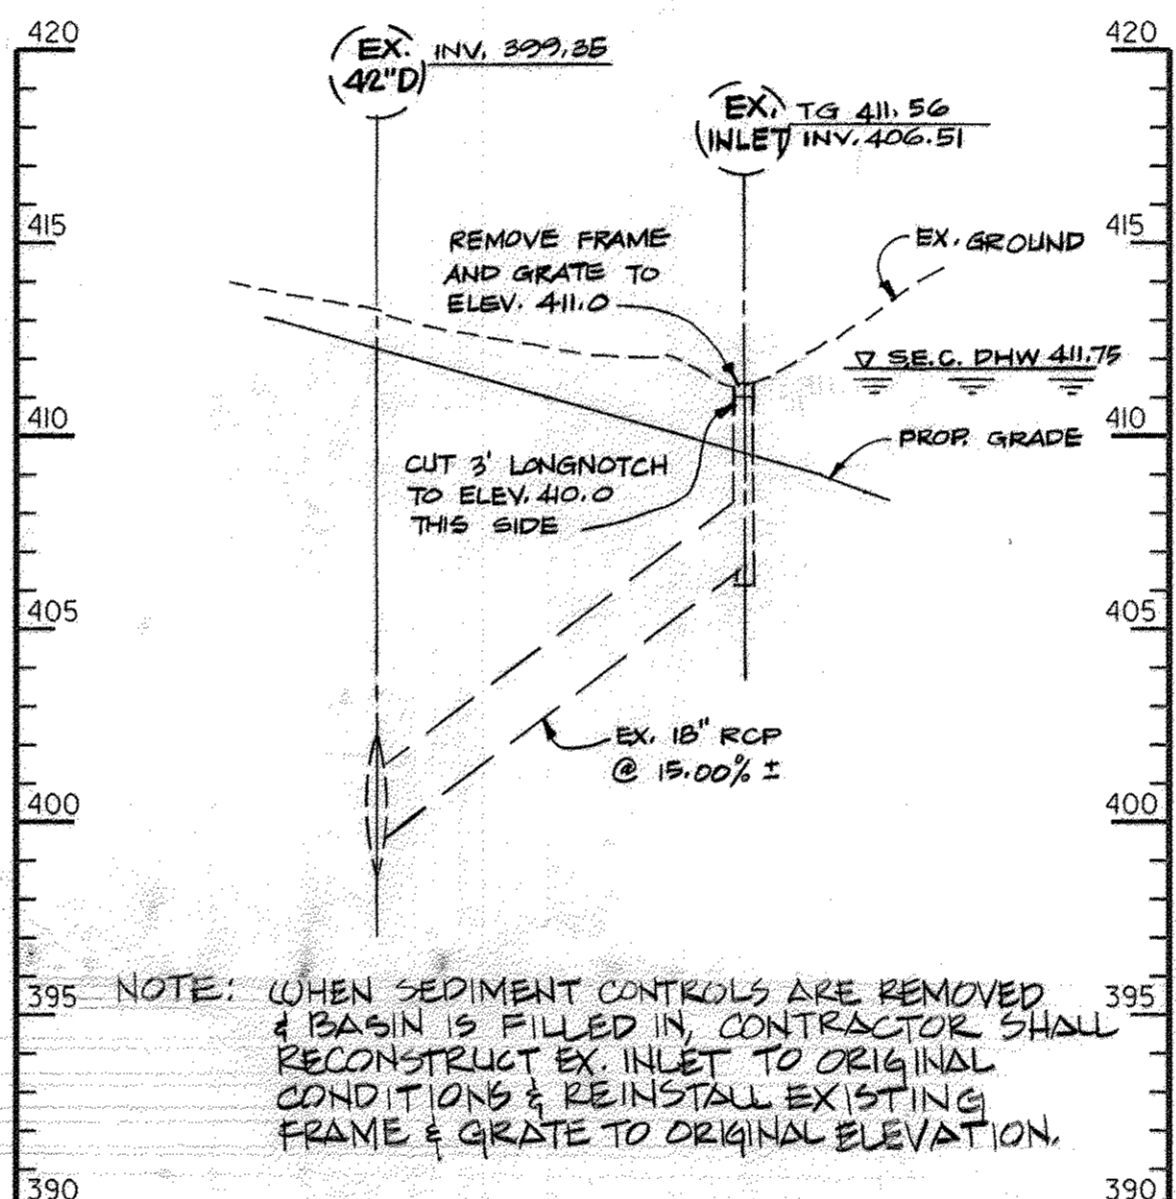 420
420
EX.
42"D
INV. 399.35
EX.
INLET
TG 411.56
INV. 406.51
415
415
REMOVE FRAME
AND GRATE TO
ELEV. 411.0
EX. GROUND
S.E.C. DHW 411.75
410
410
PROP. GRADE
CUT 3' LONGNOTCH
TO ELEV. 410.0
THIS SIDE
405
405
EX. 18" RCP
@ 15.00% ±
400
400
395
395
NOTE: WHEN SEDIMENT CONTROLS ARE REMOVED
& BASIN IS FILLED IN, CONTRACTOR SHALL
RECONSTRUCT EX. INLET TO ORIGINAL
CONDITIONS & REINSTALL EXISTING
FRAME & GRATE TO ORIGINAL ELEVATION.
390
390